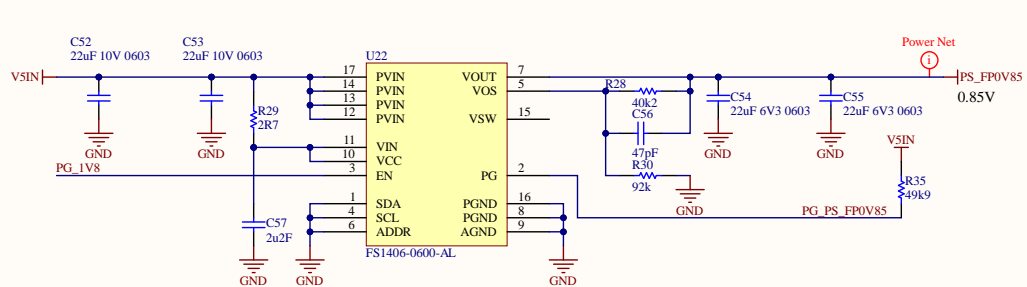 C52
22uF 10V 0603
C53
22uF 10V 0603
U22
Power Net
i
V5IN
17 PVIN VOUT 7
14 PVIN VOS 5
13 PVIN
12 PVIN VSW 15
11 VIN
10 VCC
3 EN PG 2
1 SDA PGND 16
4 SCL PGND 8
6 ADDR AGND 9
FS1406-0600-AL
R29
2R7
PG_1V8
C57
2u2F
R28
40k2
C56
47pF
R30
92k
C54
22uF 6V3 0603
C55
22uF 6V3 0603
PS_FP0V85
0.85V
V5IN
R35
49k9
PG_PS_FP0V85
GND
GND
GND
GND
GND
GND
GND
GND